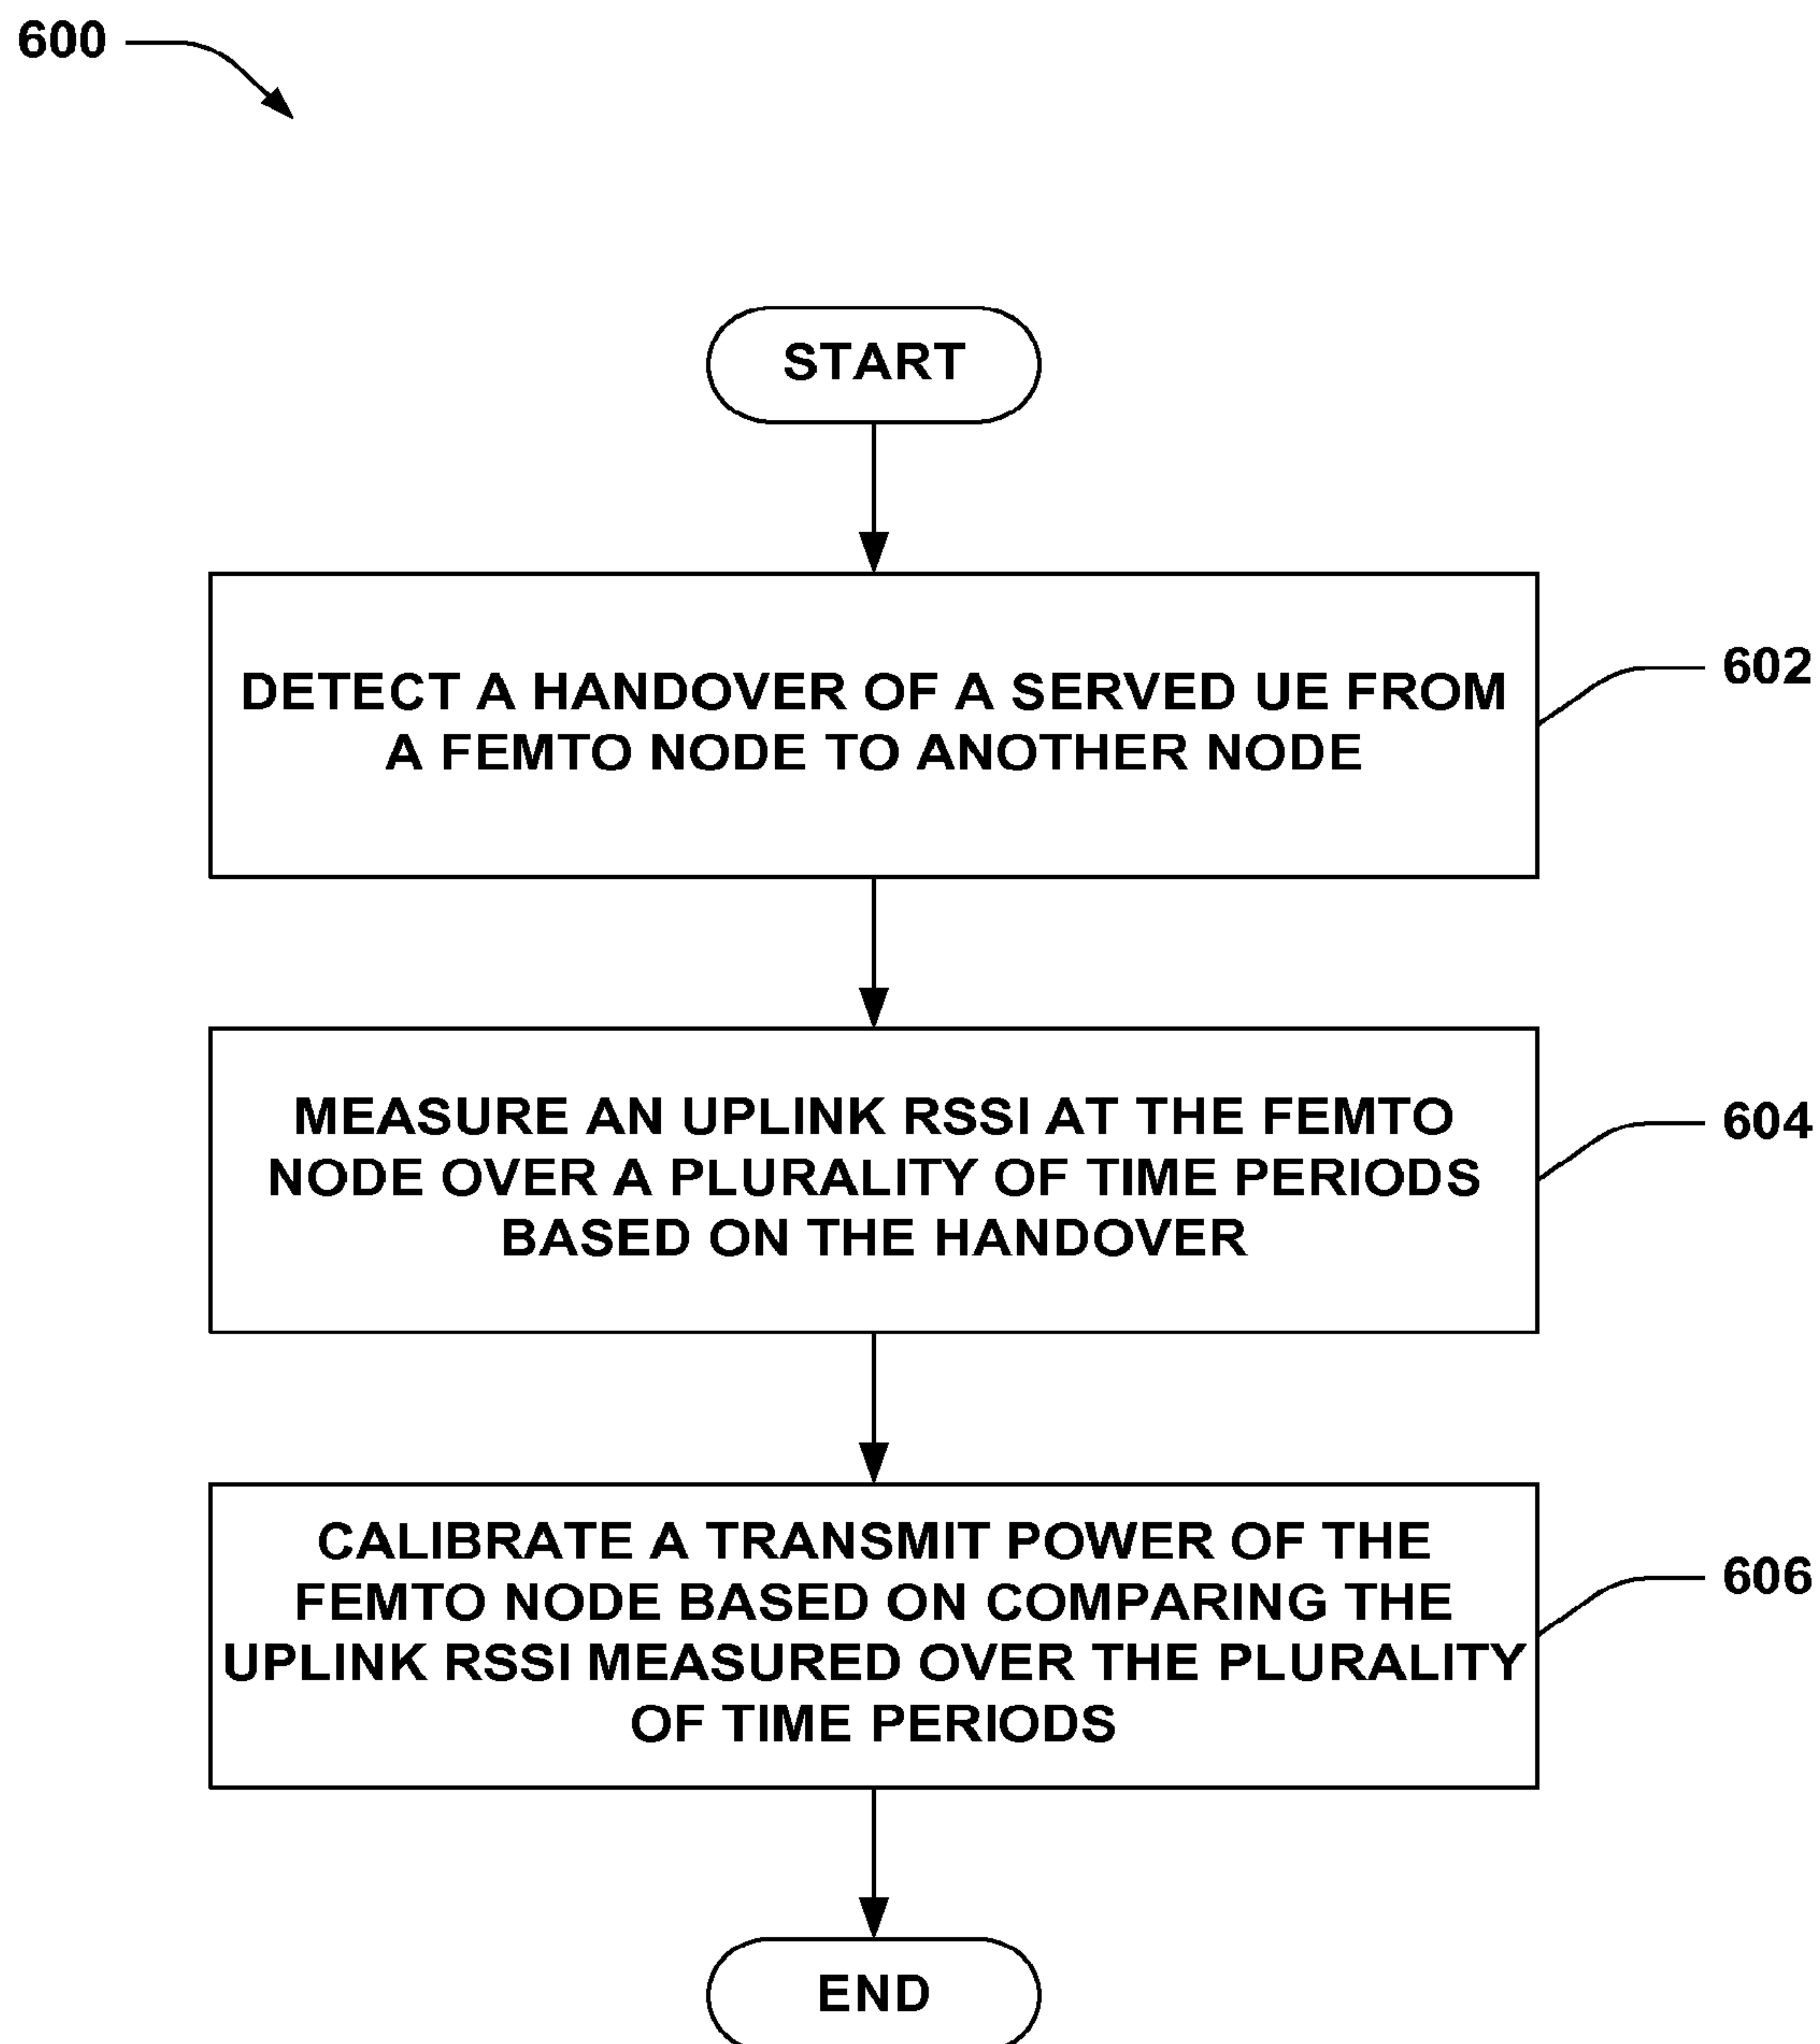 600
START
DETECT A HANDOVER OF A SERVED UE FROM
A FEMTO NODE TO ANOTHER NODE
602
MEASURE AN UPLINK RSSI AT THE FEMTO
NODE OVER A PLURALITY OF TIME PERIODS
BASED ON THE HANDOVER
604
CALIBRATE A TRANSMIT POWER OF THE
FEMTO NODE BASED ON COMPARING THE
UPLINK RSSI MEASURED OVER THE PLURALITY
OF TIME PERIODS
606
END